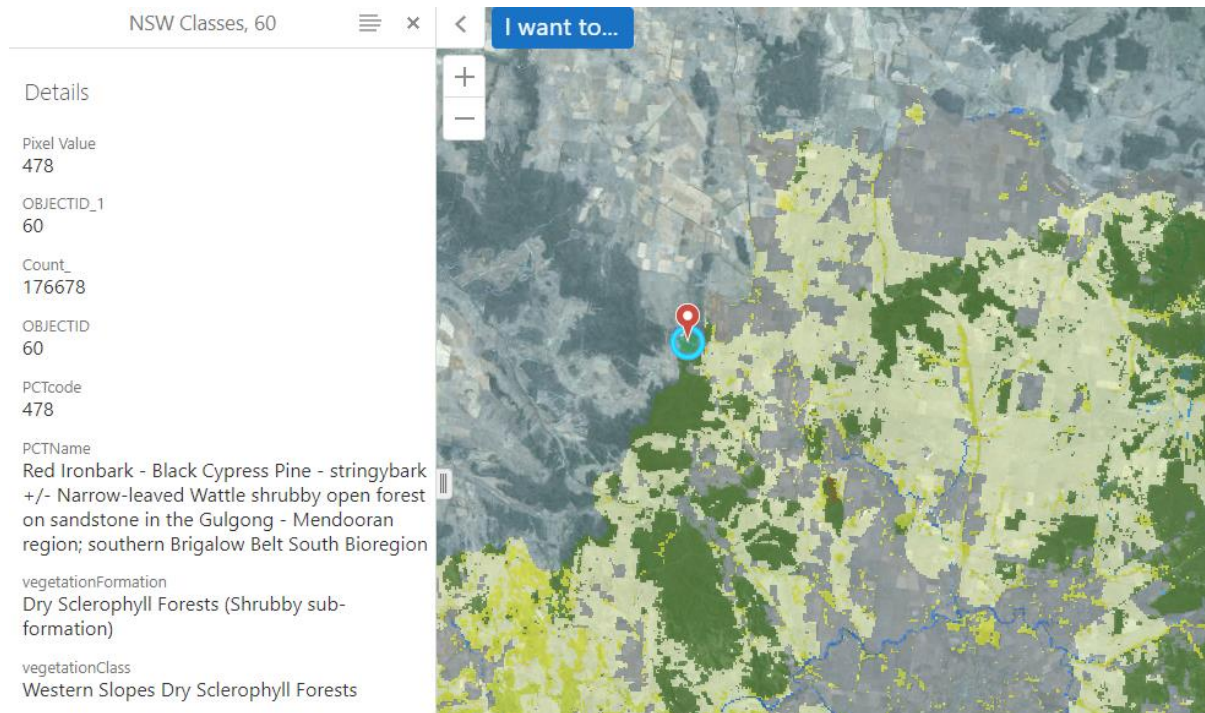 NSW Classes, 60
I want to...
Details
Pixel Value
478
OBJECTID_1
60
Count_
176678
OBJECTID
60
PCTcode
478
PCTName
Red Ironbark - Black Cypress Pine - stringybark
+/- Narrow-leaved Wattle shrubby open forest
on sandstone in the Gulgong - Mendooran
region; southern Brigalow Belt South Bioregion
vegetationFormation
Dry Sclerophyll Forests (Shrubby sub-
formation)
vegetationClass
Western Slopes Dry Sclerophyll Forests